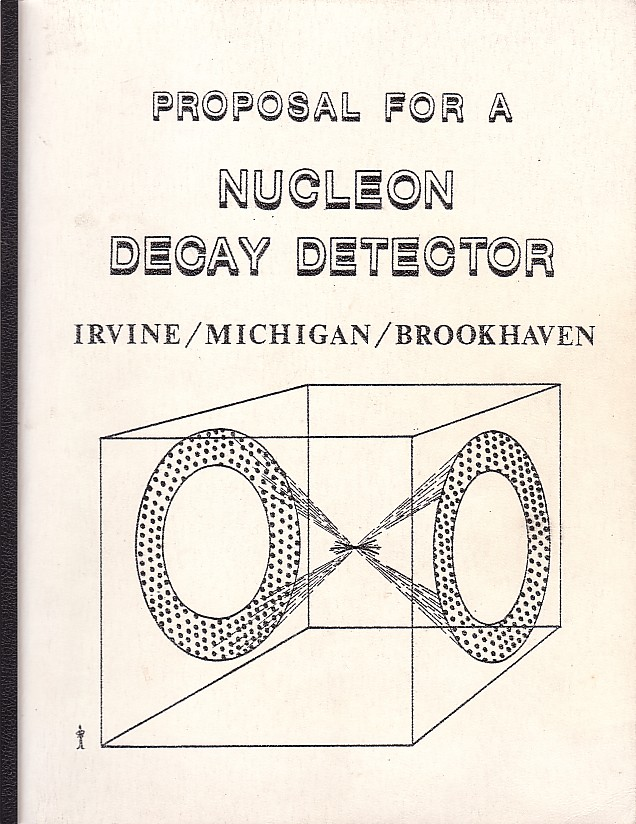 PROPOSAL FOR A
NUCLEON
DECAY DETECTOR
IRVINE/MICHIGAN/BROOKHAVEN